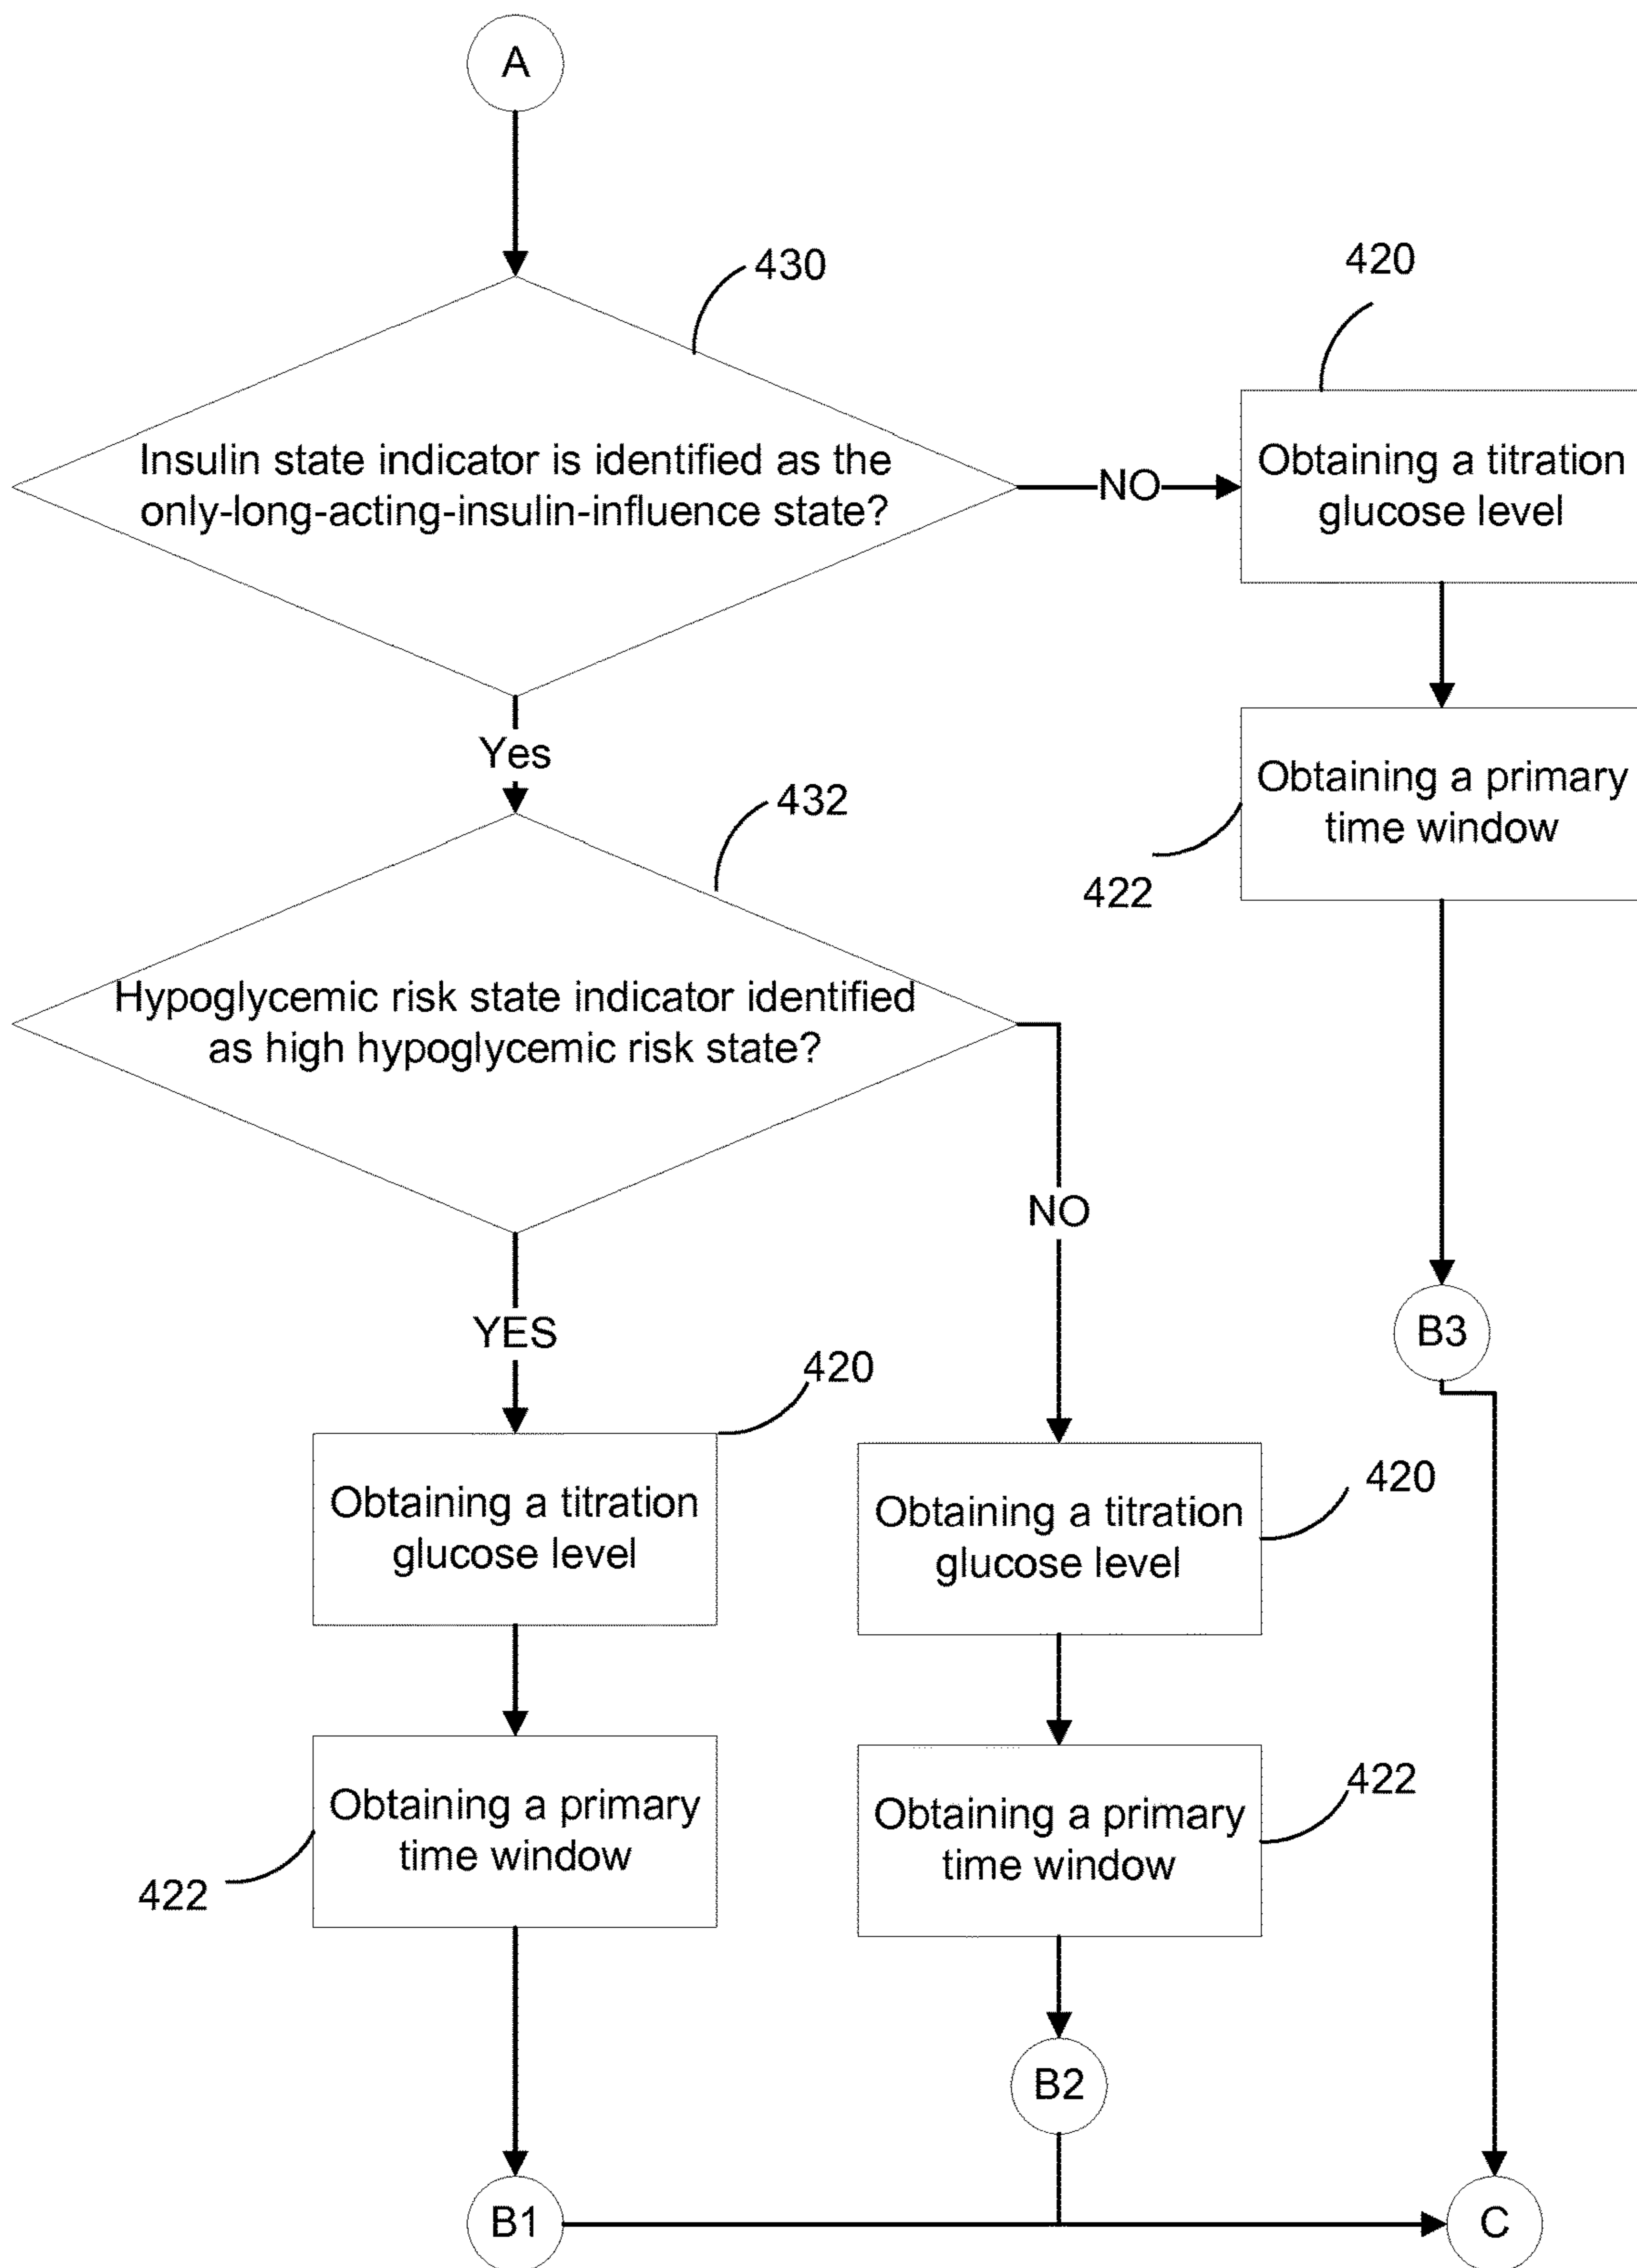 A
430
420
Insulin state indicator is identified as the
only-long-acting-insulin-influence state?
NO
Obtaining a titration
glucose level
Yes
Obtaining a primary
time window
422
432
Hypoglycemic risk state indicator identified
as high hypoglycemic risk state?
NO
YES
B3
420
Obtaining a titration
glucose level
420
Obtaining a titration
glucose level
Obtaining a primary
time window
422
422
Obtaining a primary
time window
B2
B1
C